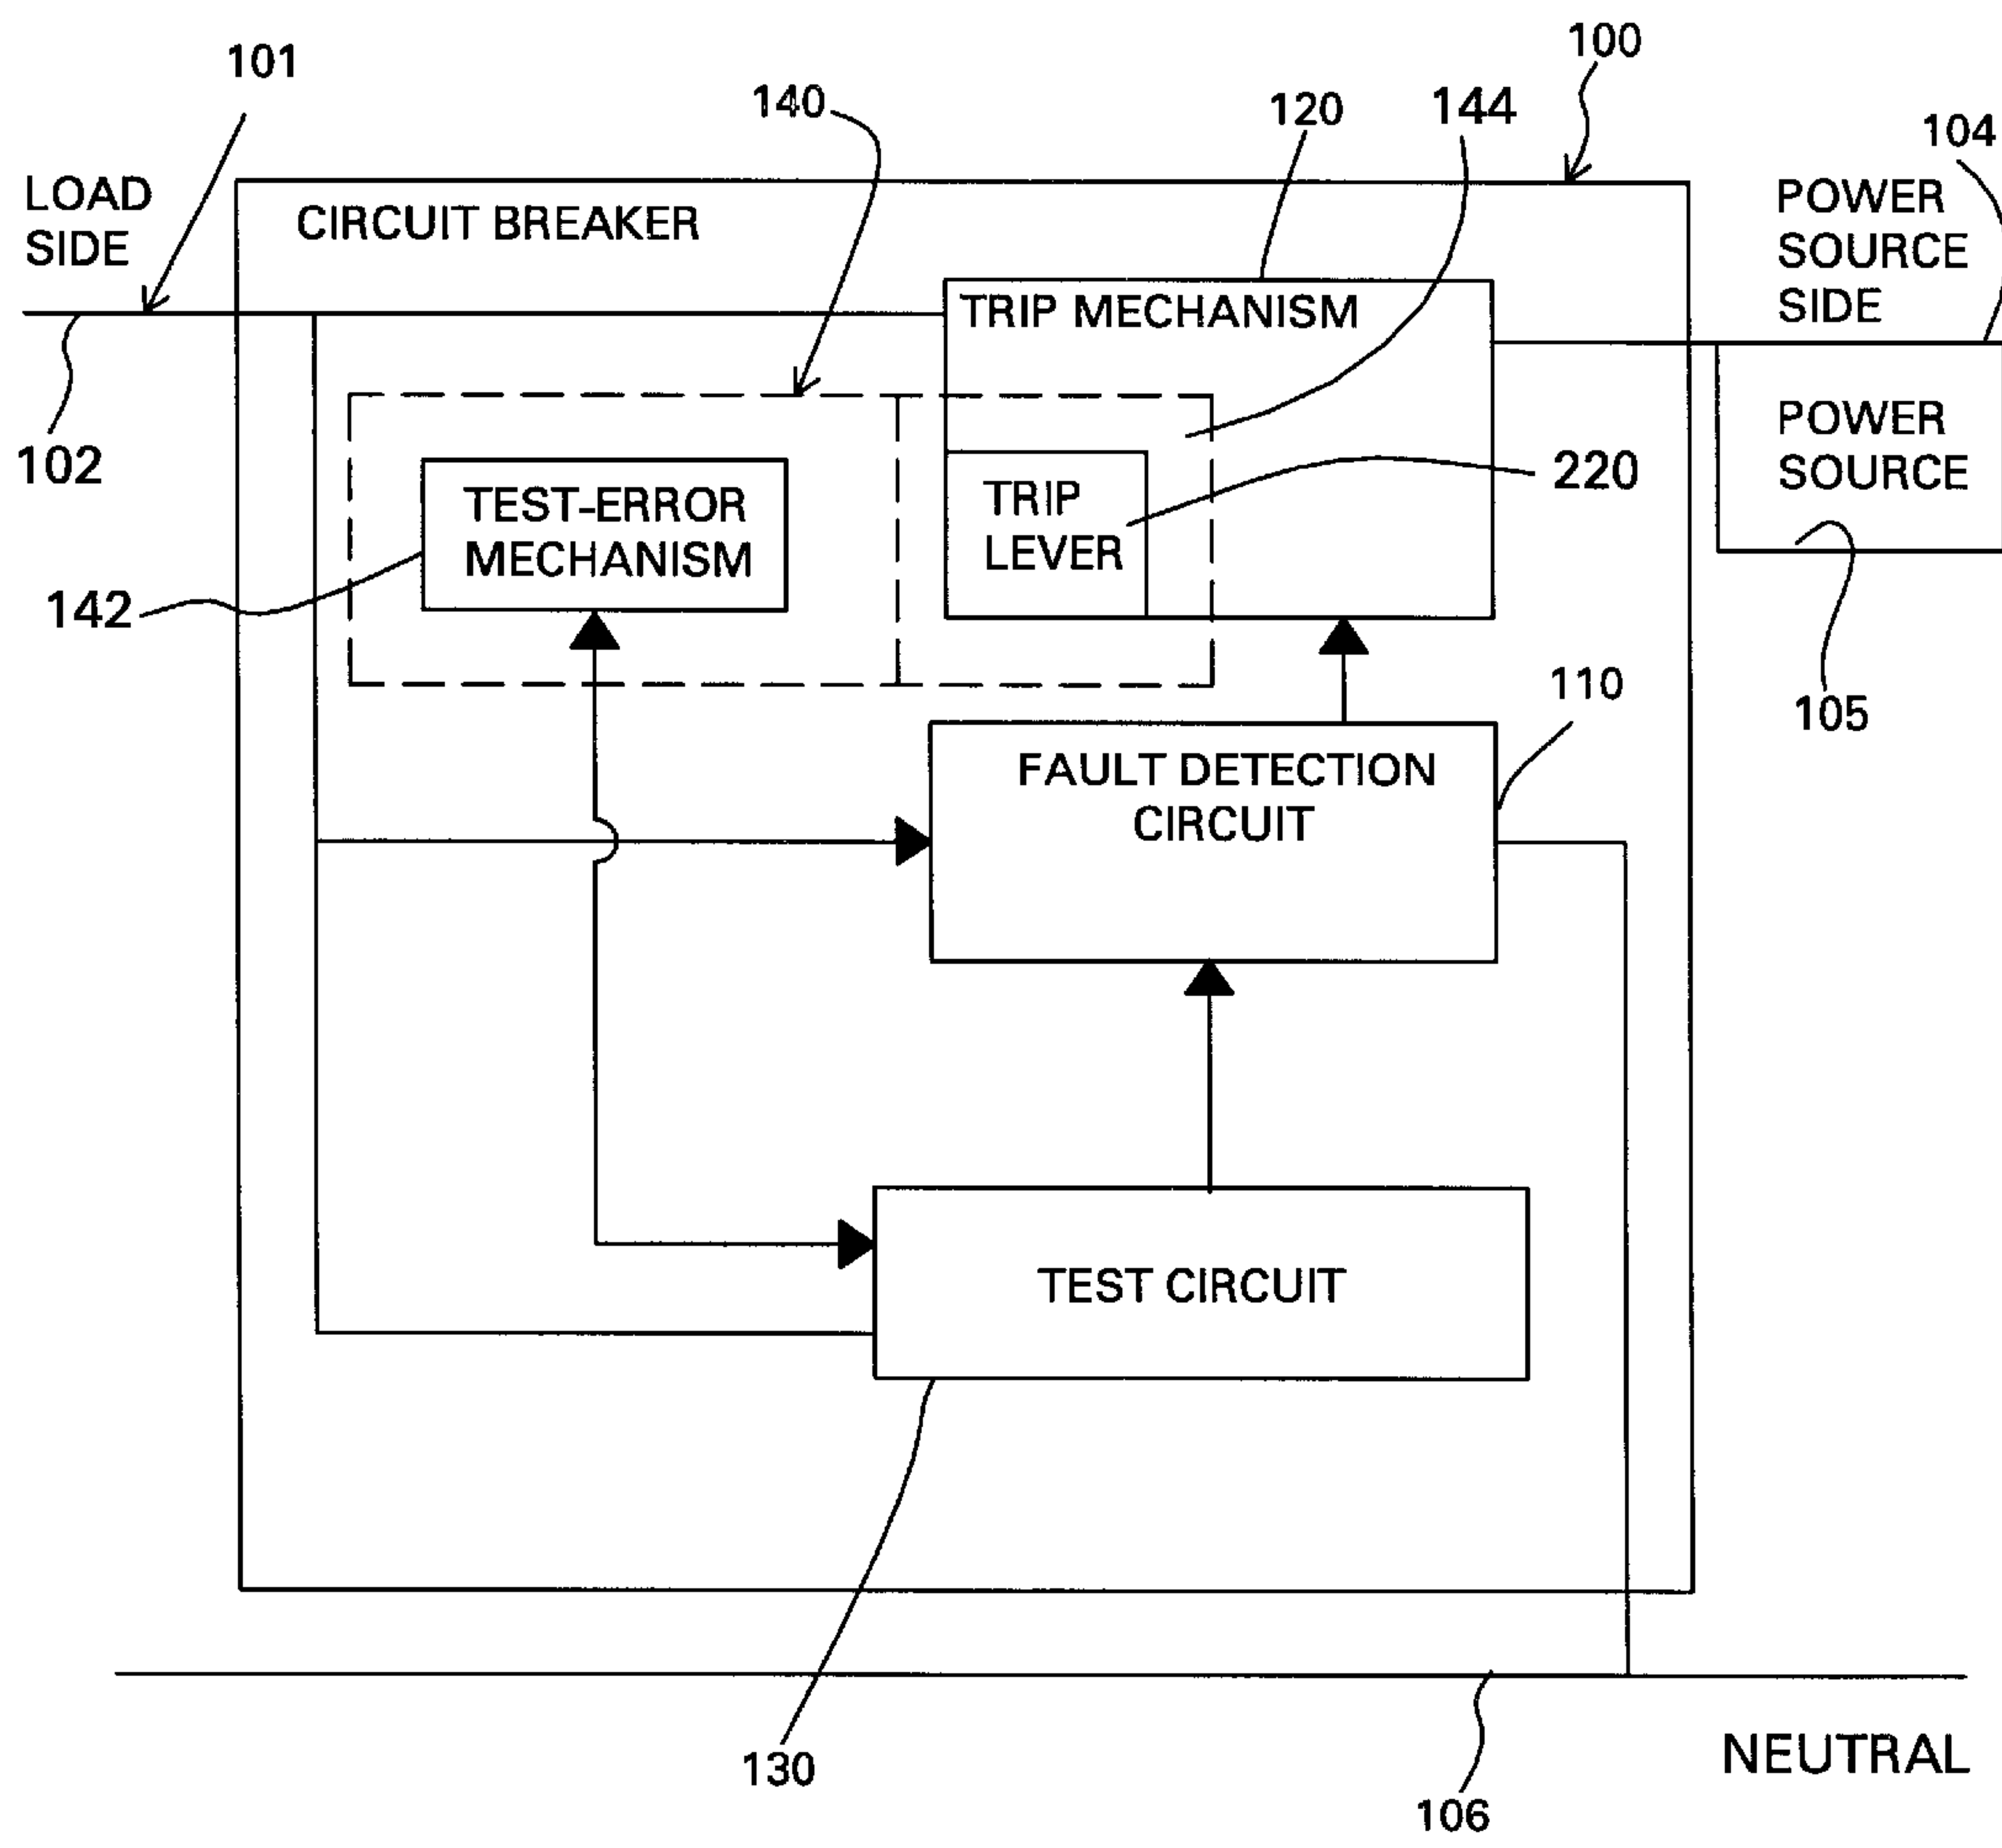 101
140
120
144
100
104
LOAD
SIDE
CIRCUIT BREAKER
POWER
SOURCE
SIDE
TRIP MECHANISM
102
TEST-ERROR
MECHANISM
TRIP
LEVER
220
POWER
SOURCE
142
105
110
FAULT DETECTION
CIRCUIT
TEST CIRCUIT
130
106
NEUTRAL